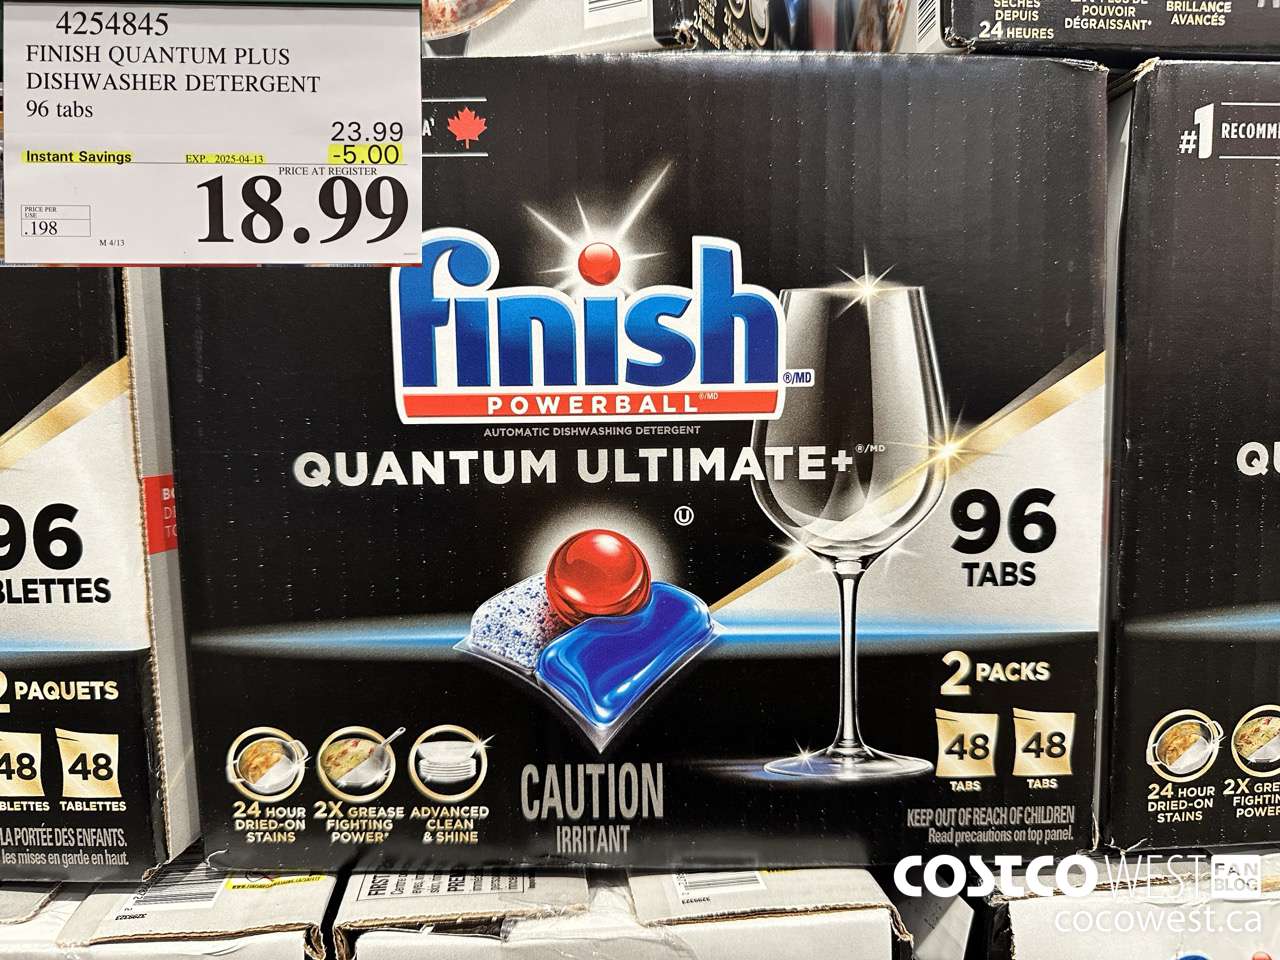 4254845
FINISH QUANTUM PLUS
DISHWASHER DETERGENT
96 tabs
23.99
Instant Savings EXP. 2025-04-13 -5.00
PRICE AT REGISTER
18.99
PRICE PER
USE
.198
M 4/13
SÉCHÉES
DEPUIS
24 HEURES
POUVOIR
DÉGRAISSANT*
BRILLANCE
AVANCÉS
#1 RECOMM
finish ®/MD
POWERBALL ®/MD
AUTOMATIC DISHWASHING DETERGENT
QUANTUM ULTIMATE+ ®/MD
U
96
TABS
2 PACKS
48
TABS
48
TABS
24 HOUR
DRIED-ON
STAINS
2X GREASE
FIGHTING
POWER*
ADVANCED
CLEAN
& SHINE
CAUTION
IRRITANT
KEEP OUT OF REACH OF CHILDREN
Read precautions on top panel.
96
BLETTES
2 PAQUETS
48
BLETTES
48
TABLETTES
LA PORTÉE DES ENFANTS.
les mises en garde en haut.
QU
24 HOUR
DRIED-ON
STAINS
2X GRE
FIGHTIN
POWE
COSTCO WEST FAN BLOG
cocowest.ca